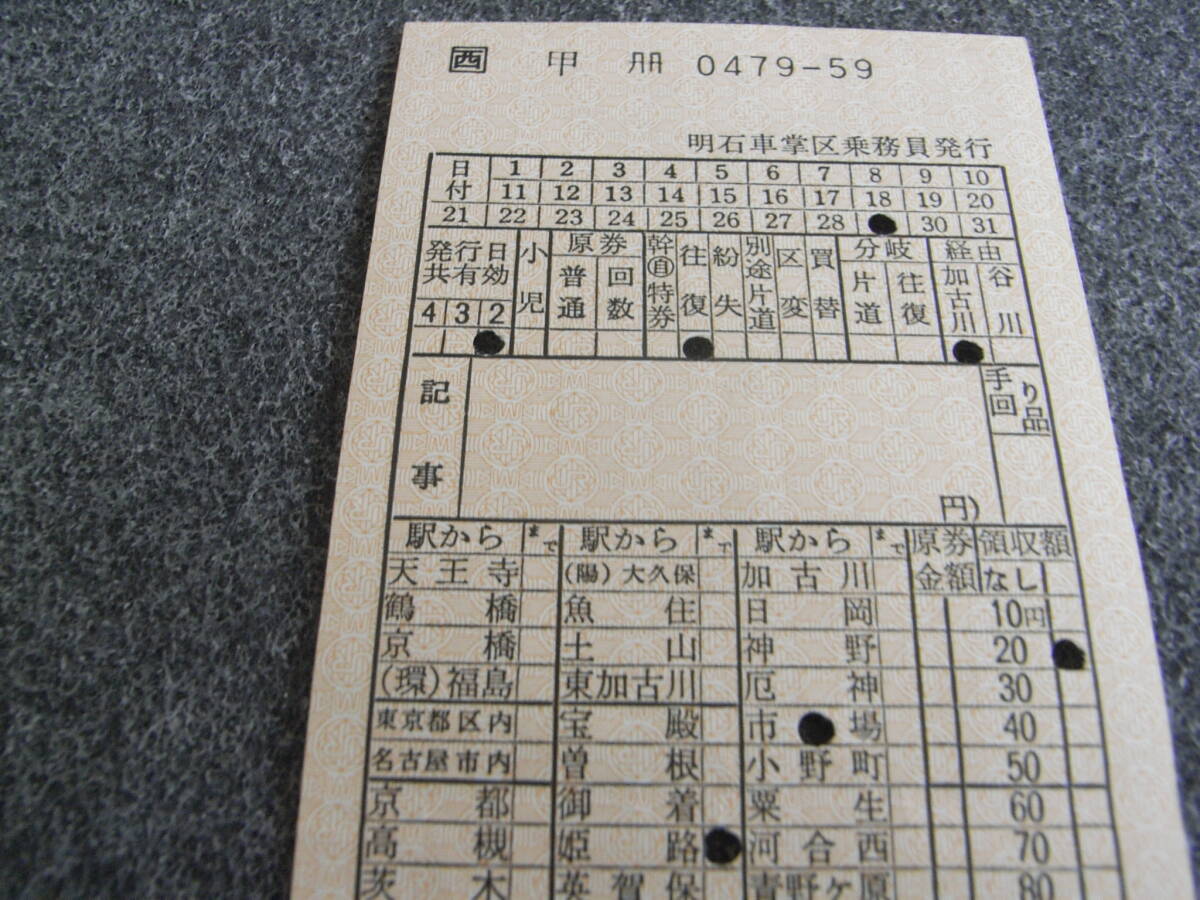 西 甲 册 0479-59
明石車掌区乗務員発行
日 1 2 3 4 5 6 7 8 9 10
付 11 12 13 14 15 16 17 18 19 20
21 22 23 24 25 26 27 28 30 31
発行日共有効 4 3 2 小児 原券 普通 回数 幹自特券 往復 紛失 別途片道 区変 買替 分岐 片道 往復 経由 加古川 谷川
記事 円) 手回り品
駅から まで 駅から まで 駅から まで 原券 領収額
天王寺 (陽)大久保 加古川 金額 なし
鶴橋 魚住 日岡 10円
京橋 土山 神野 20
(環)福島 東加古川 厄神 30
東京都区内 宝殿 市場 40
名古屋市内 曽根 小野町 50
京都 御着 粟生 60
高槻 姫路 河合西 70
茨木 英賀保 青野ヶ原 80